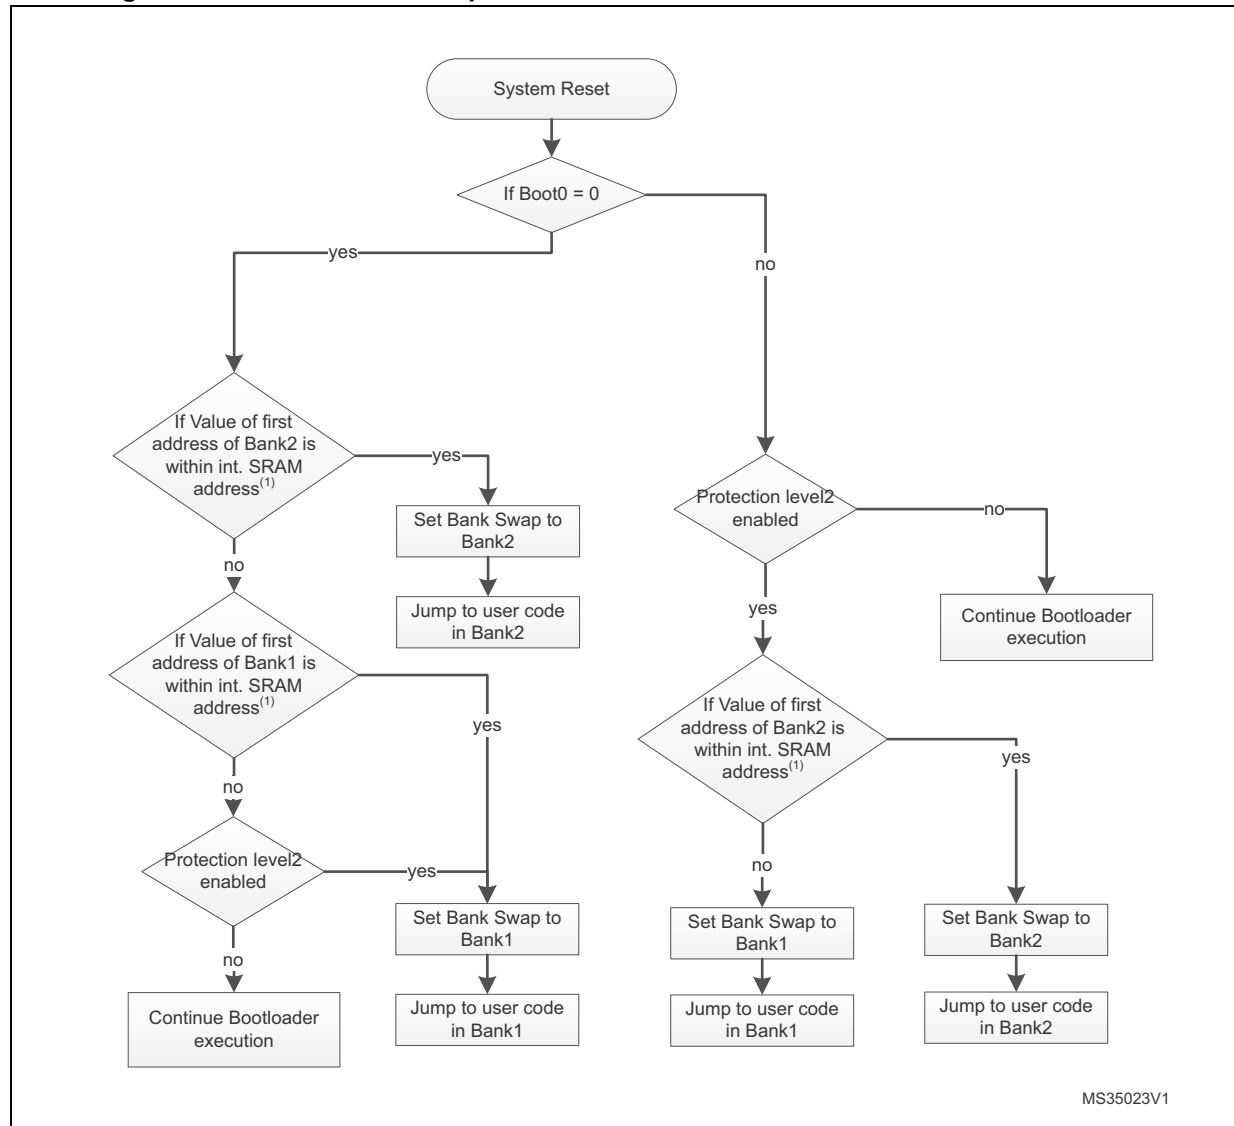 System Reset
If Boot0 = 0
yes
no
If Value of first
address of Bank2 is
within int. SRAM
address(1)
yes
Set Bank Swap to
Bank2
Jump to user code
in Bank2
no
If Value of first
address of Bank1 is
within int. SRAM
address(1)
yes
no
Protection level2
enabled
yes
Set Bank Swap to
Bank1
Jump to user code
in Bank1
no
Continue Bootloader
execution
Protection level2
enabled
no
Continue Bootloader
execution
yes
If Value of first
address of Bank2 is
within int. SRAM
address(1)
yes
no
Set Bank Swap to
Bank1
Jump to user code
in Bank1
Set Bank Swap to
Bank2
Jump to user code
in Bank2
MS35023V1